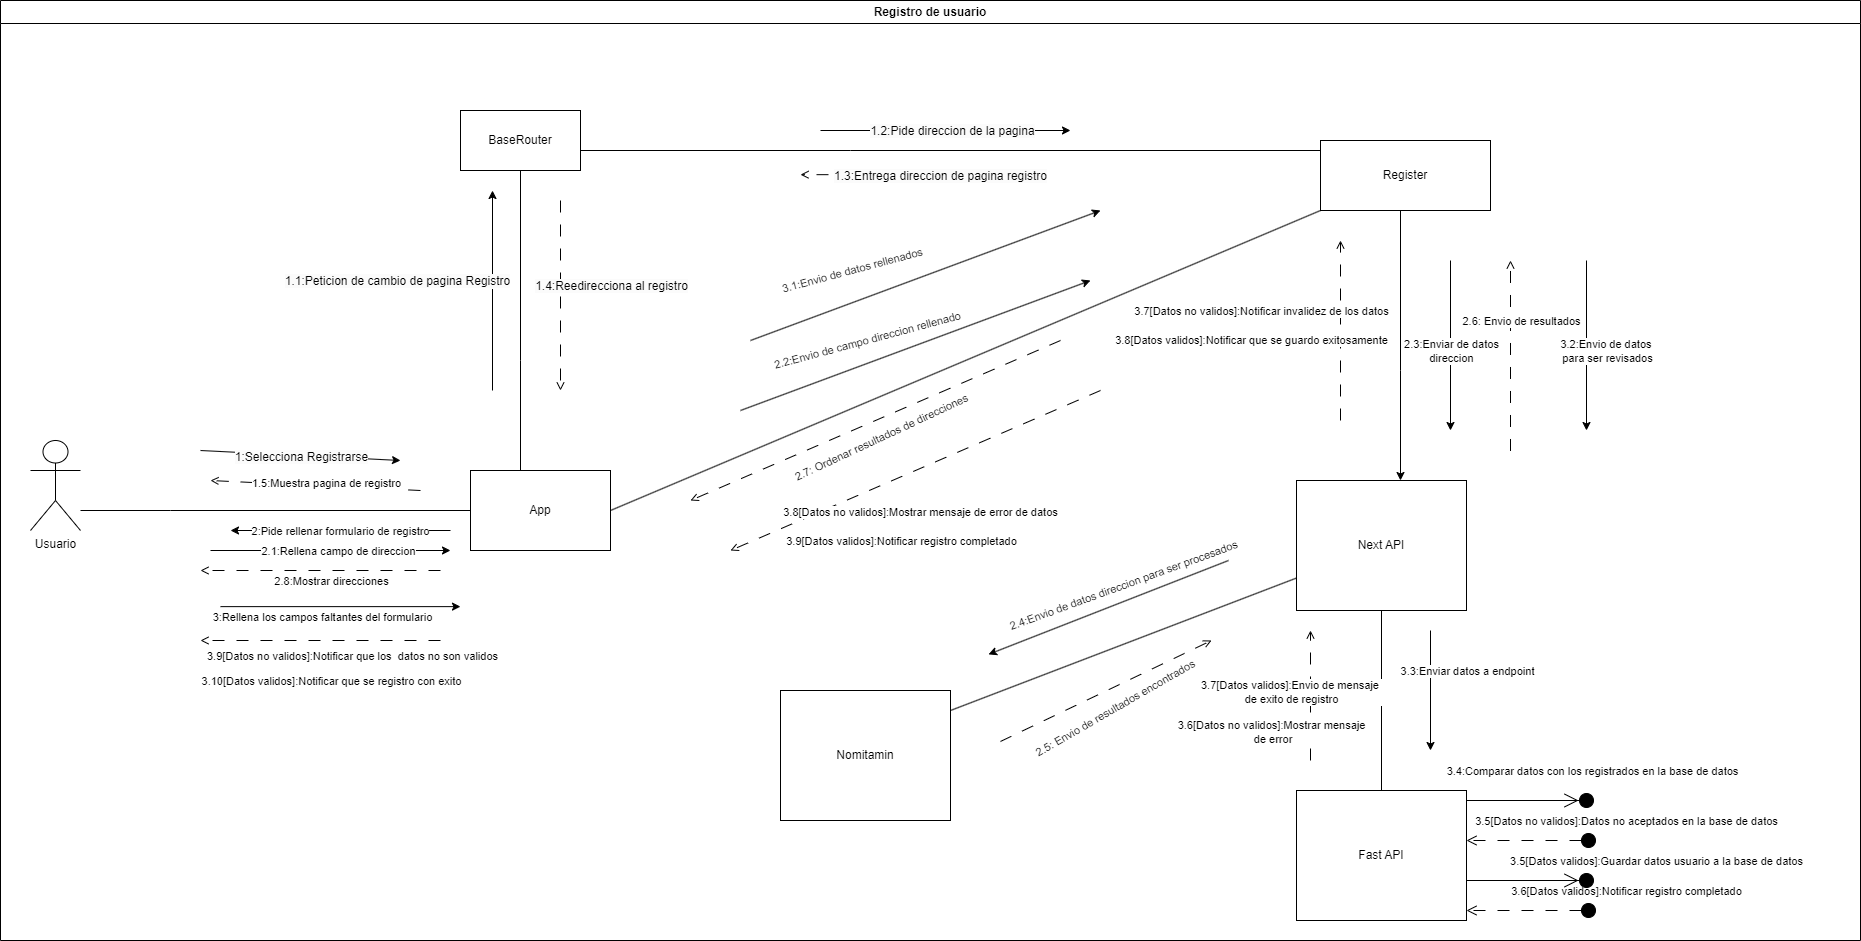 Registro de usuario
BaseRouter
1.2:Pide direccion de la pagina
1.3:Entrega direccion de pagina registro
Register
1.1:Peticion de cambio de pagina Registro
1.4:Reedirecciona al registro
3.1:Envio de datos rellenados
2.2:Envio de campo direccion rellenado
2.7: Ordenar resultados de direcciones
3.7[Datos no validos]:Notificar invalidez de los datos
3.8[Datos validos]:Notificar que se guardo exitosamente
2.3:Enviar de datos
direccion
2.6: Envio de resultados
3.2:Envio de datos
para ser revisados
1:Selecciona Registrarse
1.5:Muestra pagina de registro
App
Usuario
2:Pide rellenar formulario de registro
2.1:Rellena campo de direccion
2.8:Mostrar direcciones
3:Rellena los campos faltantes del formulario
3.9[Datos no validos]:Notificar que los  datos no son validos
3.10[Datos validos]:Notificar que se registro con exito
3.8[Datos no validos]:Mostrar mensaje de error de datos
3.9[Datos validos]:Notificar registro completado
Next API
2.4:Envio de datos direccion para ser procesados
2.5: Envio de resultados encontrados
Nomitamin
3.7[Datos validos]:Envio de mensaje
de exito de registro
3.6[Datos no validos]:Mostrar mensaje
de error
3.3:Enviar datos a endpoint
Fast API
3.4:Comparar datos con los registrados en la base de datos
3.5[Datos no validos]:Datos no aceptados en la base de datos
3.5[Datos validos]:Guardar datos usuario a la base de datos
3.6[Datos validos]:Notificar registro completado